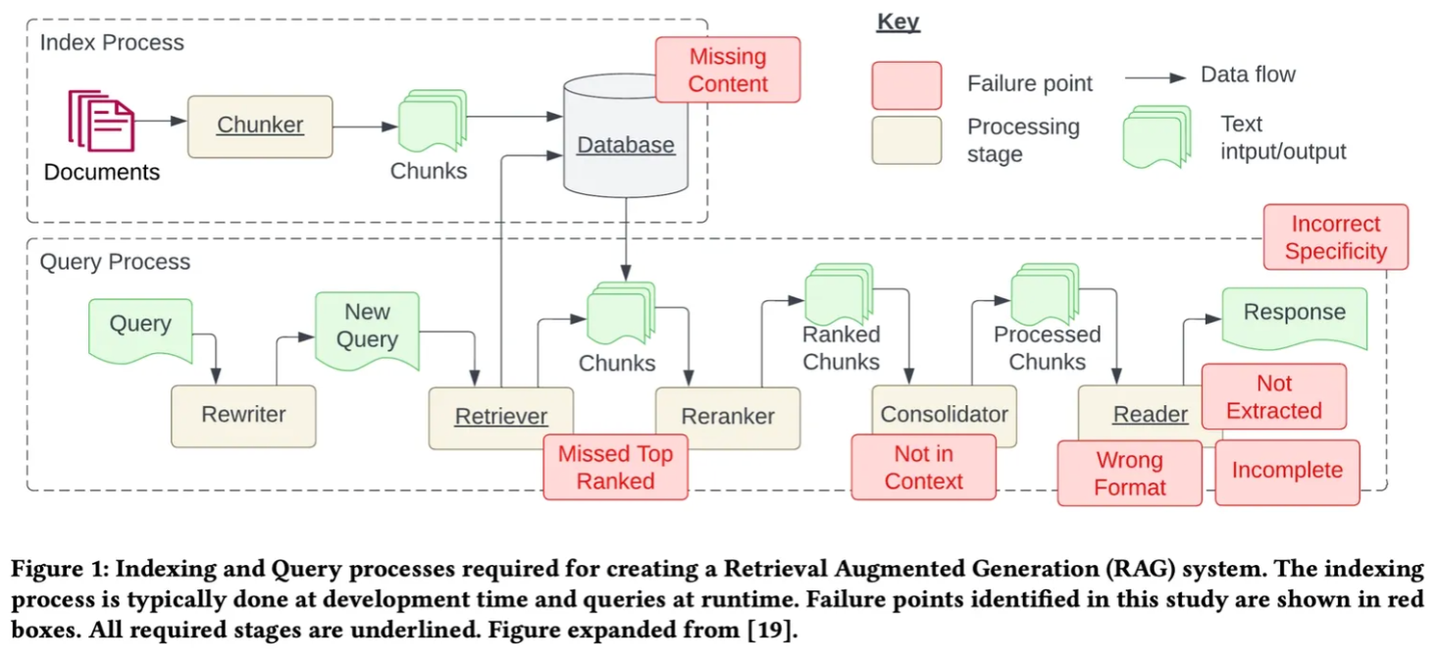 Index Process
Missing
Content
Documents
Chunker
Chunks
Database
Key
Failure point
Processing
stage
Data flow
Text
intput/output
Query Process
Incorrect
Specificity
Query
New
Query
Chunks
Ranked
Chunks
Processed
Chunks
Response
Rewriter
Retriever
Reranker
Consolidator
Reader
Not
Extracted
Missed Top
Ranked
Not in
Context
Wrong
Format
Incomplete
Figure 1: Indexing and Query processes required for creating a Retrieval Augmented Generation (RAG) system. The indexing
process is typically done at development time and queries at runtime. Failure points identified in this study are shown in red
boxes. All required stages are underlined. Figure expanded from [19].